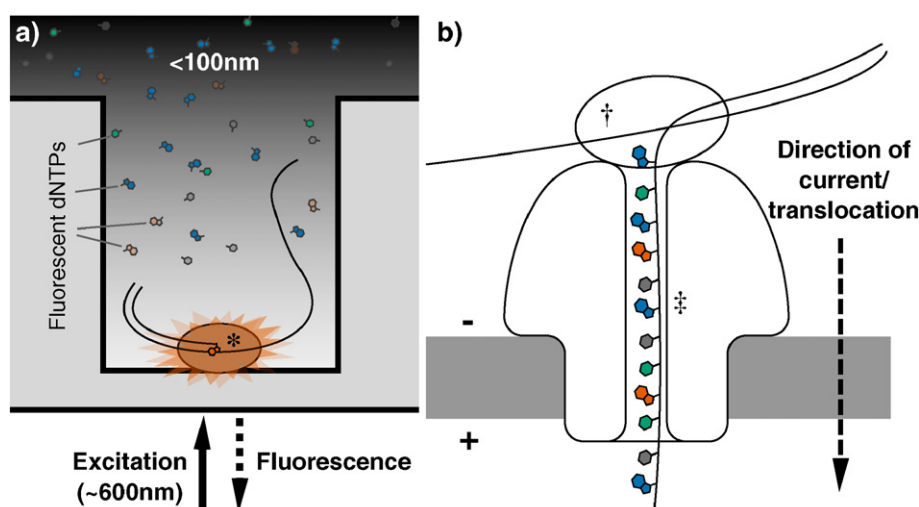 a)
<100nm
Fluorescent dNTPs
*
Excitation
(~600nm)
Fluorescence
b)
†
Direction of
current/
translocation
‡
-
+